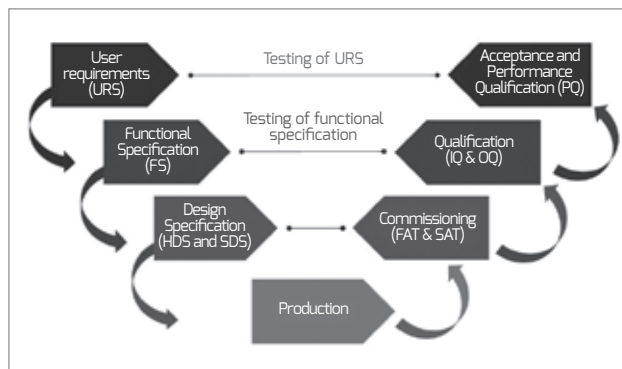 User
requirements
(URS)
Testing of URS
Acceptance and
Performance
Qualification (PQ)
Functional
Specification
(FS)
Testing of functional
specification
Qualification
(IQ & OQ)
Design
Specification
(HDS and SDS)
Commissioning
(FAT & SAT)
Production